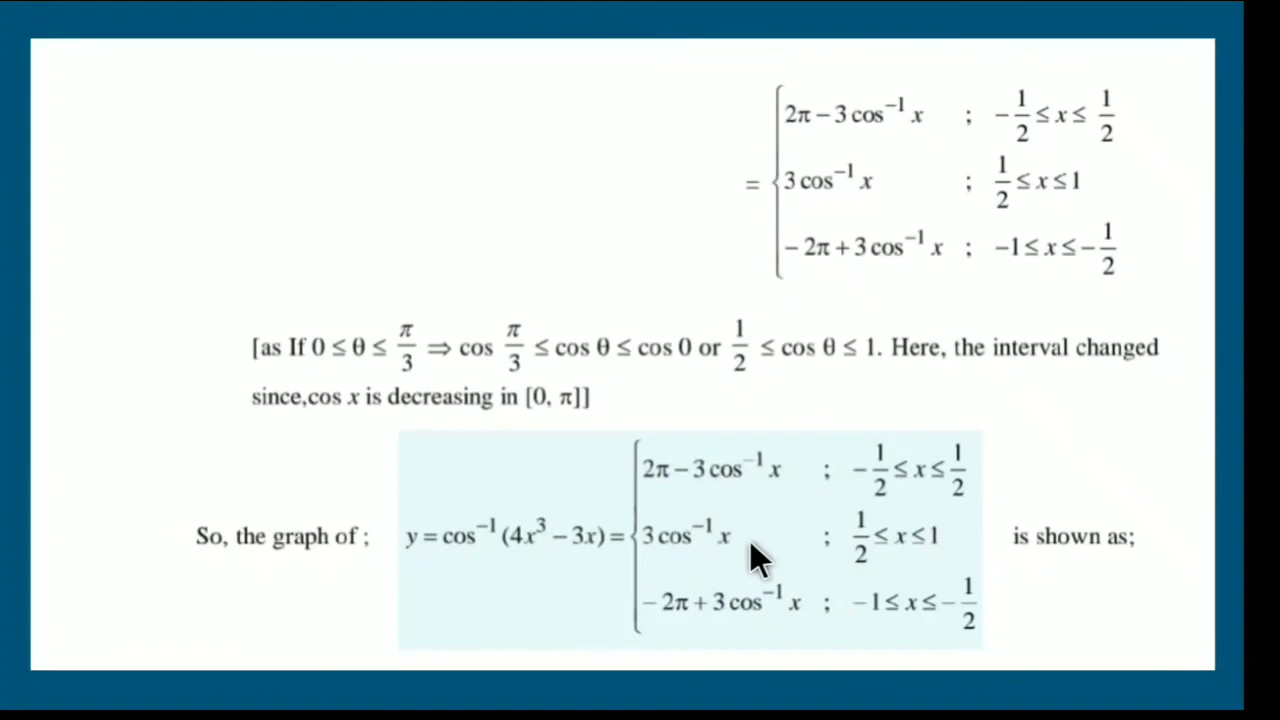 = { 2π − 3 cos⁻¹ x ; −1/2 ≤ x ≤ 1/2
3 cos⁻¹ x ; 1/2 ≤ x ≤ 1
− 2π + 3 cos⁻¹ x ; −1 ≤ x ≤ −1/2
[as If 0 ≤ θ ≤ π/3 ⇒ cos π/3 ≤ cos θ ≤ cos 0 or 1/2 ≤ cos θ ≤ 1. Here, the interval changed
since,cos x is decreasing in [0, π]]
2π − 3 cos⁻¹ x ; −1/2 ≤ x ≤ 1/2
So, the graph of ; y = cos⁻¹ (4x³ − 3x) = { 3 cos⁻¹ x ; 1/2 ≤ x ≤ 1 is shown as;
− 2π + 3 cos⁻¹ x ; −1 ≤ x ≤ −1/2